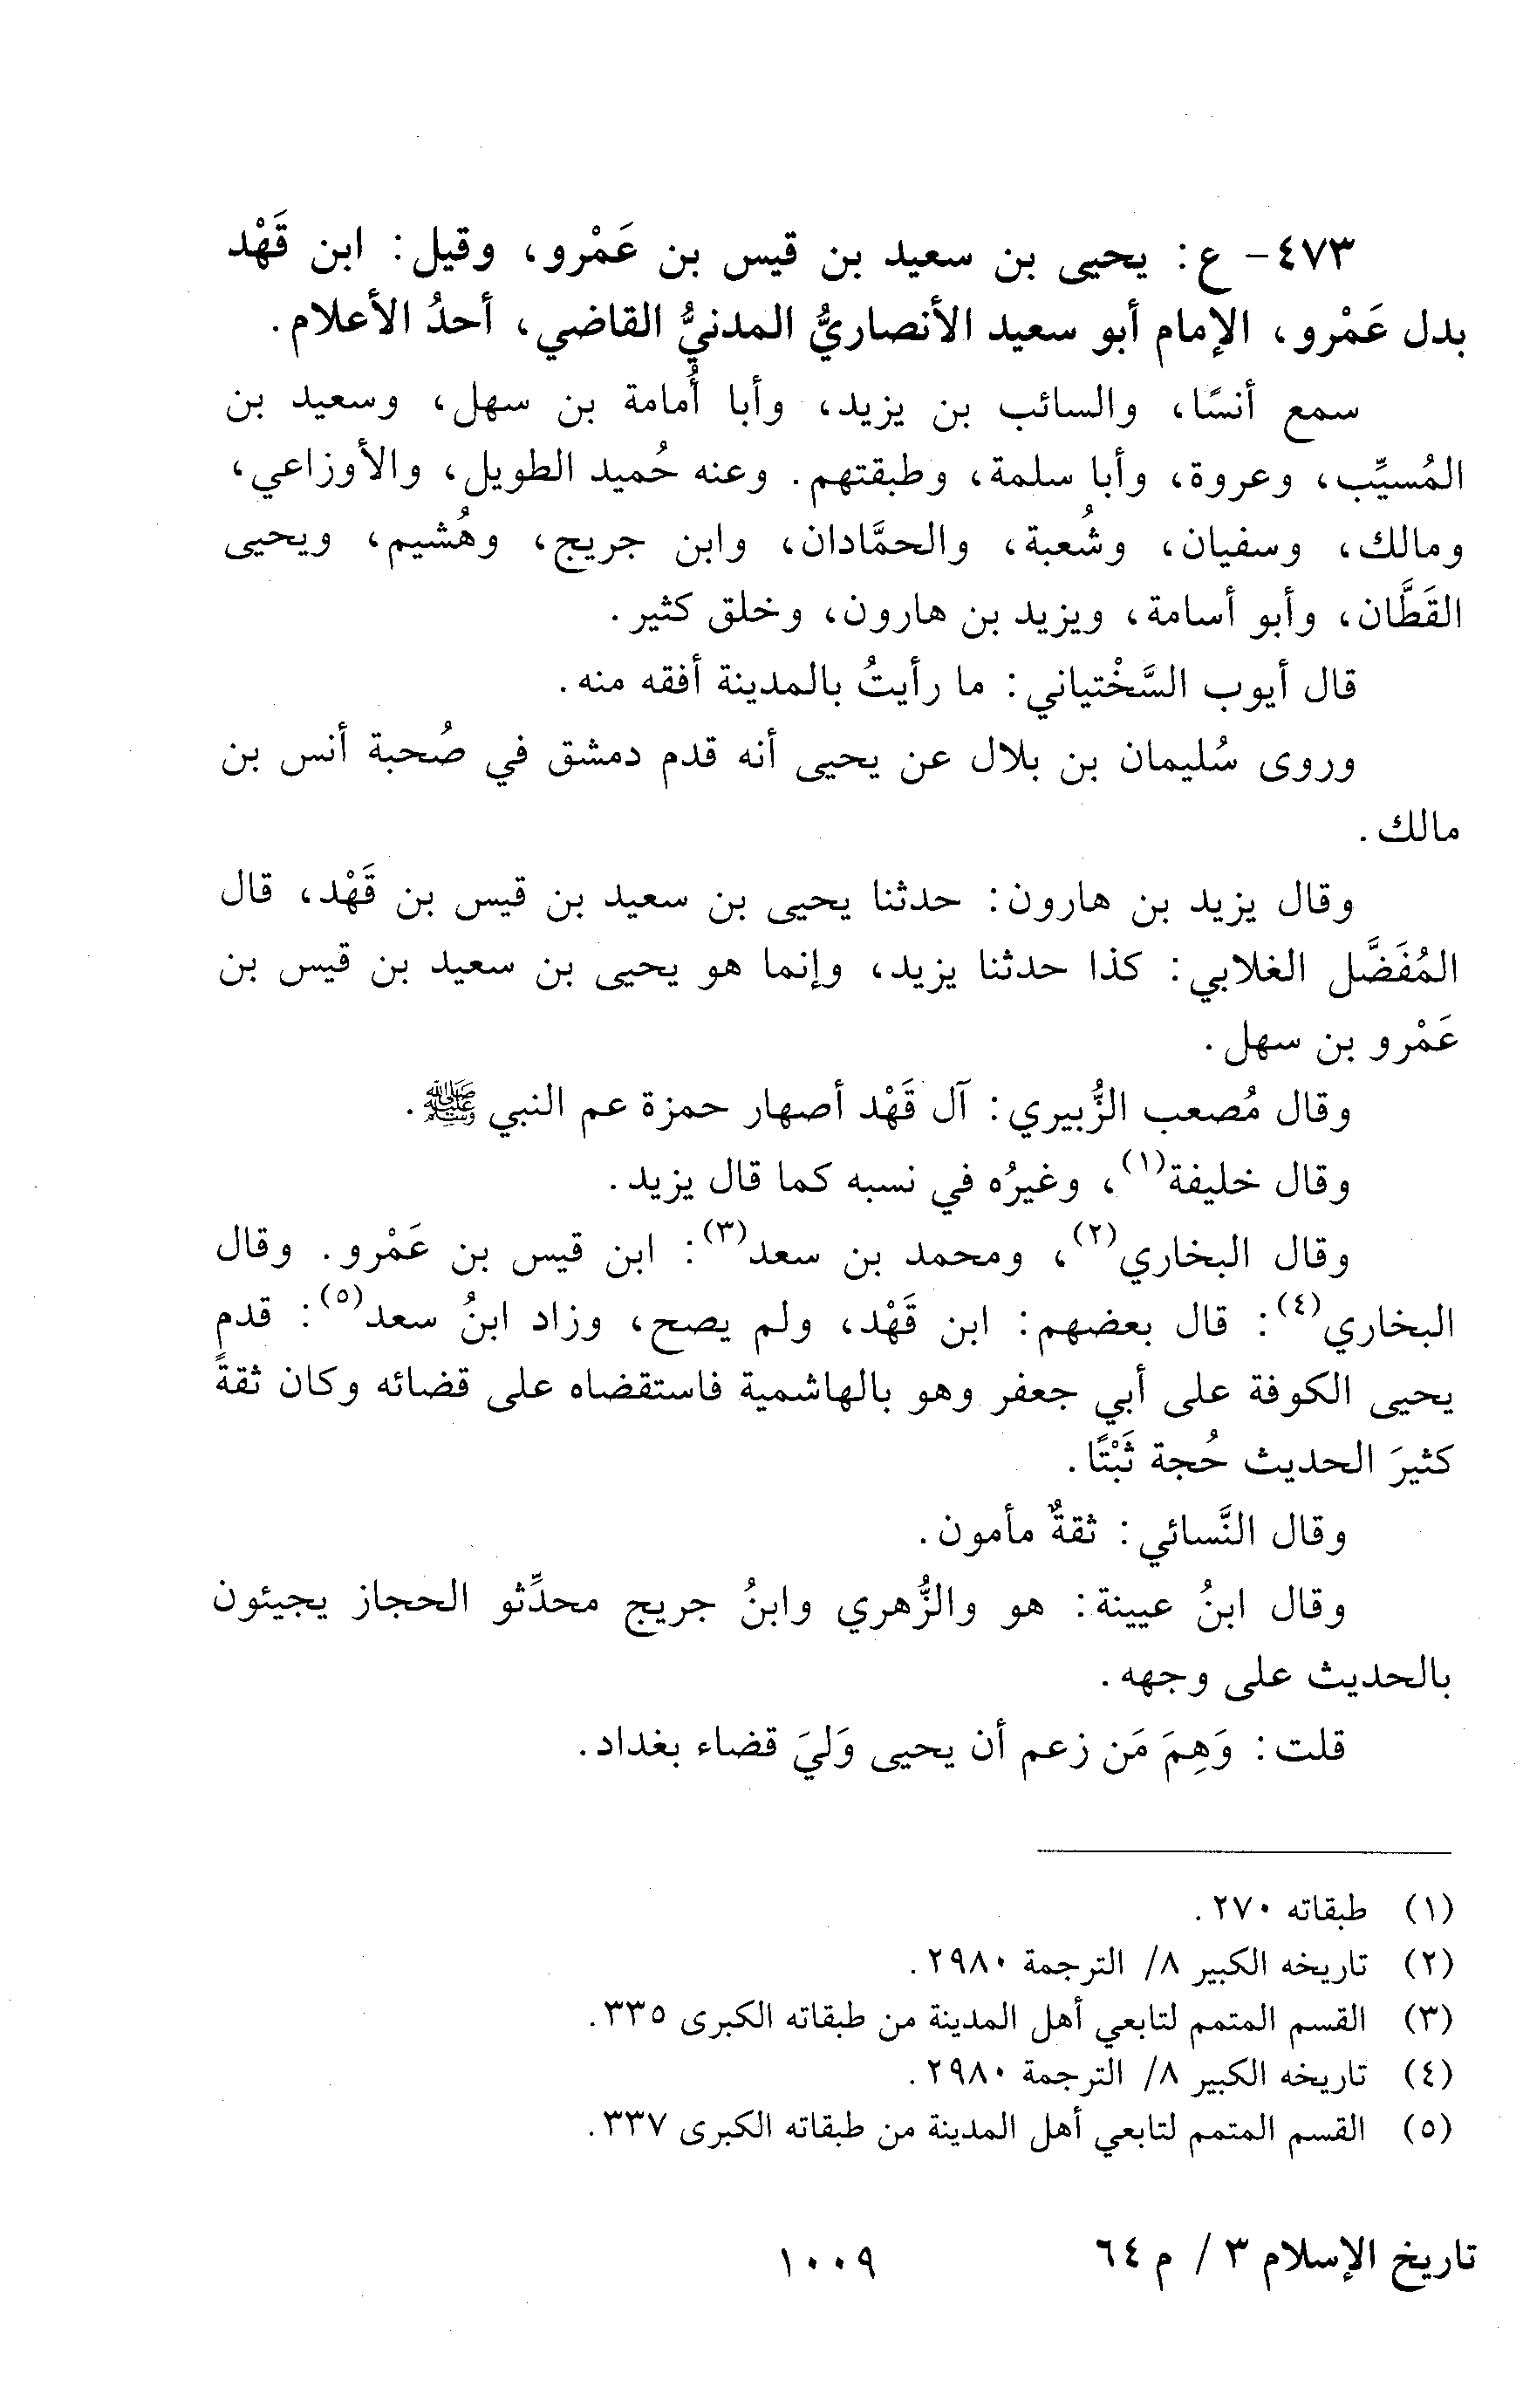 ٤٧٣- ع: يحيى بن سعيد بن قيس بن عَمْرو، وقيل: ابن قَهْد
بدل عَمْرو، الإمام أبو سعيد الأنصاريُّ المدنيُّ القاضي، أحدُ الأعلام.
سمع أنسًا، والسائب بن يزيد، وأبا أُمامة بن سهل، وسعيد بن
المُسيِّب، وعروة، وأبا سلمة، وطبقتهم. وعنه حُميد الطويل، والأوزاعي،
ومالك، وسفيان، وشُعبة، والحمَّادان، وابن جريج، وهُشيم، ويحيى
القَطَّان، وأبو أسامة، ويزيد بن هارون، وخلق كثير.
قال أيوب السَّخْتياني: ما رأيتُ بالمدينة أفقه منه.
وروى سُليمان بن بلال عن يحيى أنه قدم دمشق في صُحبة أنس بن
مالك.
وقال يزيد بن هارون: حدثنا يحيى بن سعيد بن قيس بن قَهْد، قال
المُفَضَّل الغلابي: كذا حدثنا يزيد، وإنما هو يحيى بن سعيد بن قيس بن
عَمْرو بن سهل.
وقال مُصعب الزُّبيري: آل قَهْد أصهار حمزة عم النبي ﷺ.
وقال خليفة(١)، وغيرُه في نسبه كما قال يزيد.
وقال البخاري(٢)، ومحمد بن سعد(٣): ابن قيس بن عَمْرو. وقال
البخاري(٤): قال بعضهم: ابن قَهْد، ولم يصح، وزاد ابنُ سعد(٥): قدم
يحيى الكوفة على أبي جعفر وهو بالهاشمية فاستقضاه على قضائه وكان ثقةً
كثيرَ الحديث حُجة ثَبْتًا.
وقال النَّسائي: ثقةٌ مأمون.
وقال ابنُ عيينة: هو والزُّهري وابنُ جريج محدِّثو الحجاز يجيئون
بالحديث على وجهه.
قلت: وَهِمَ مَن زعم أن يحيى وَليَ قضاء بغداد.
(١) طبقاته ٢٧٠.
(٢) تاريخه الكبير ٨/ الترجمة ٢٩٨٠.
(٣) القسم المتمم لتابعي أهل المدينة من طبقاته الكبرى ٣٣٥.
(٤) تاريخه الكبير ٨/ الترجمة ٢٩٨٠.
(٥) القسم المتمم لتابعي أهل المدينة من طبقاته الكبرى ٣٣٧.
تاريخ الإسلام ٣ / م ٦٤ ١٠٠٩